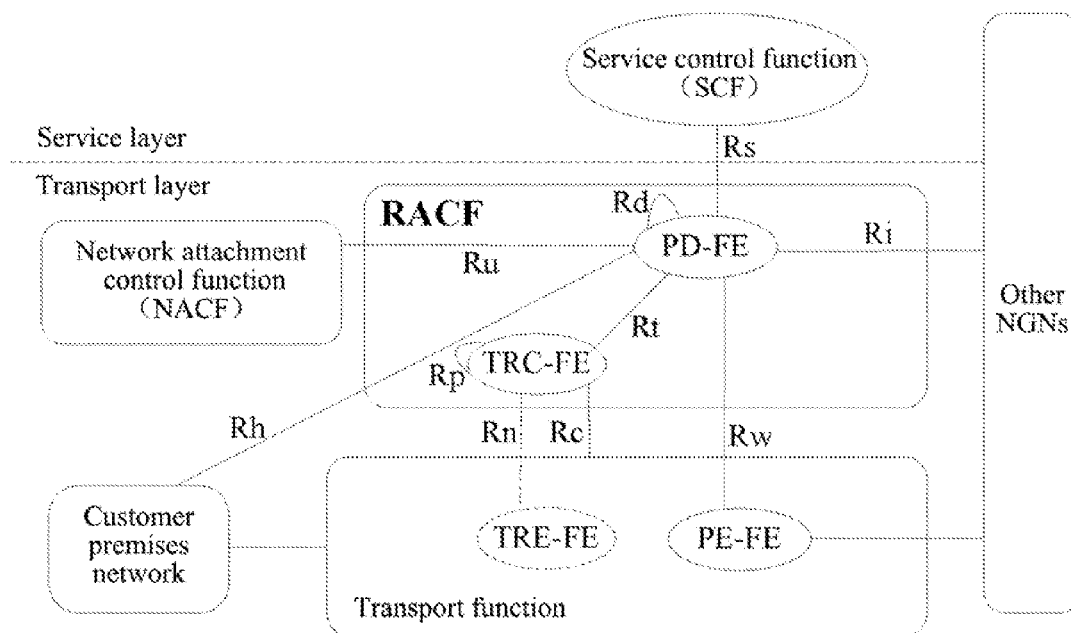 Service control function
（SCF）
Service layer
Rs
Transport layer
RACF
Rd
PD-FE
Ri
Network attachment
control function
（NACF）
Ru
Other
NGNs
Rt
TRC-FE
Rp
Rh
Rn
Rc
Rw
Customer
premises
network
TRE-FE
PE-FE
Transport function